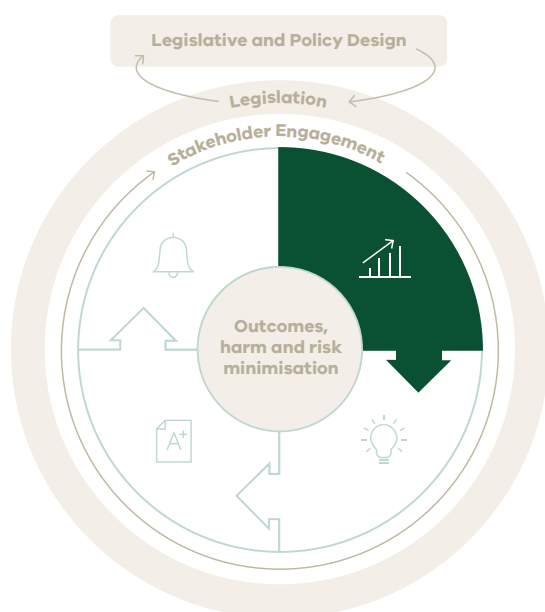 Legislative and Policy Design
Legislation
Stakeholder Engagement
Outcomes,
harm and risk
minimisation
A+